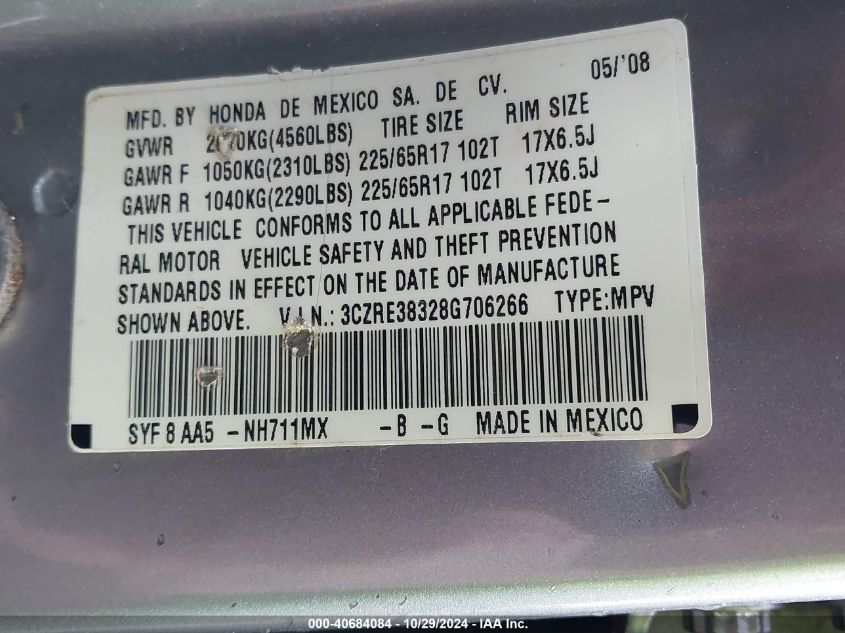 05/'08
MFD. BY HONDA DE MEXICO SA. DE CV.
GVWR 2070KG(4560LBS) TIRE SIZE RIM SIZE
GAWR F 1050KG(2310LBS) 225/65R17 102T 17X6.5J
GAWR R 1040KG(2290LBS) 225/65R17 102T 17X6.5J
THIS VEHICLE CONFORMS TO ALL APPLICABLE FEDE-
RAL MOTOR VEHICLE SAFETY AND THEFT PREVENTION
STANDARDS IN EFFECT ON THE DATE OF MANUFACTURE
SHOWN ABOVE. V.I.N.: 3CZRE38328G706266 TYPE:MPV
SYF 8 AA5 -NH711MX -B -G MADE IN MEXICO
000-40684084 / 10/29/2024 - IAA Inc.